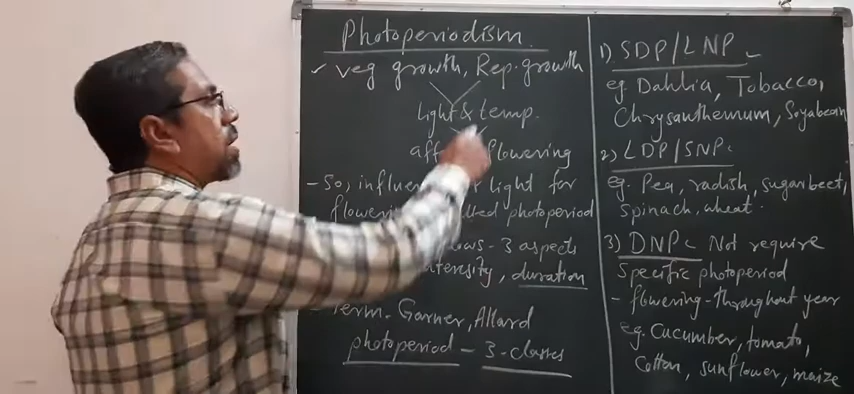 Photoperiodism.
✓ veg growth, Rep. growth
light & temp.
flowering
- So, influen light for
photoperiod
- 3 aspects
intensity, duration
- Term. Garner, Allard
photoperiod - 3-classes
1) SDP/LNP
eg. Dahlia, Tobacco,
Chrysanthemum, Soyabean
2) LDP/SNP
eg. Pea, radish, sugarbeet,
spinach, wheat.
3) DNP Not require
specific photoperiod
- flowering - throughout year
eg. Cucumber, tomato,
Cotton, sunflower, maize